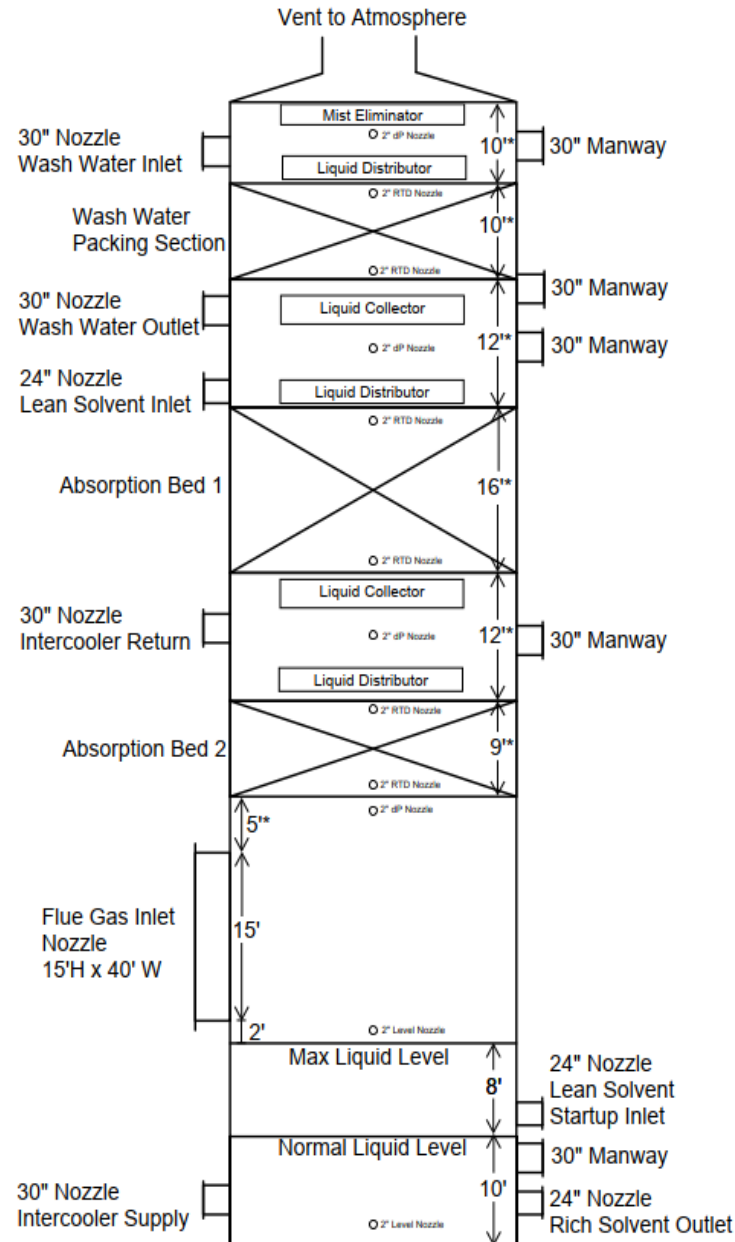 Vent to Atmosphere
Mist Eliminator
2" dP Nozzle
30" Nozzle
Wash Water Inlet
10'*
30" Manway
Liquid Distributor
2" RTD Nozzle
Wash Water
Packing Section
10'*
2" RTD Nozzle
30" Manway
30" Nozzle
Wash Water Outlet
Liquid Collector
12'*
2" dP Nozzle
30" Manway
24" Nozzle
Lean Solvent Inlet
Liquid Distributor
2" RTD Nozzle
Absorption Bed 1
16'*
2" RTD Nozzle
Liquid Collector
30" Nozzle
Intercooler Return
2" dP Nozzle
12'*
30" Manway
Liquid Distributor
2" RTD Nozzle
Absorption Bed 2
9'*
2" RTD Nozzle
2" dP Nozzle
5'*
Flue Gas Inlet
Nozzle
15'H x 40' W
15'
2'
2" Level Nozzle
Max Liquid Level
8'
24" Nozzle
Lean Solvent
Startup Inlet
Normal Liquid Level
30" Manway
10'
30" Nozzle
Intercooler Supply
24" Nozzle
Rich Solvent Outlet
2" Level Nozzle